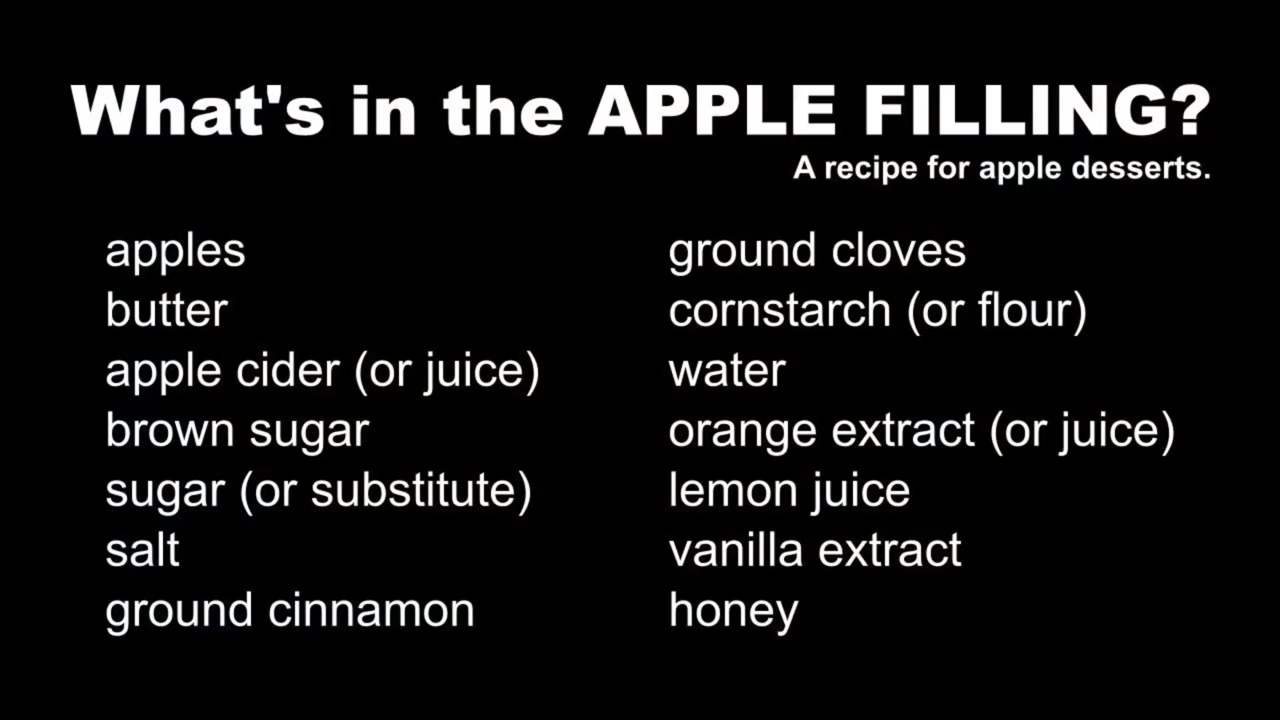 What's in the APPLE FILLING?
A recipe for apple desserts.
apples
butter
apple cider (or juice)
brown sugar
sugar (or substitute)
salt
ground cinnamon
ground cloves
cornstarch (or flour)
water
orange extract (or juice)
lemon juice
vanilla extract
honey